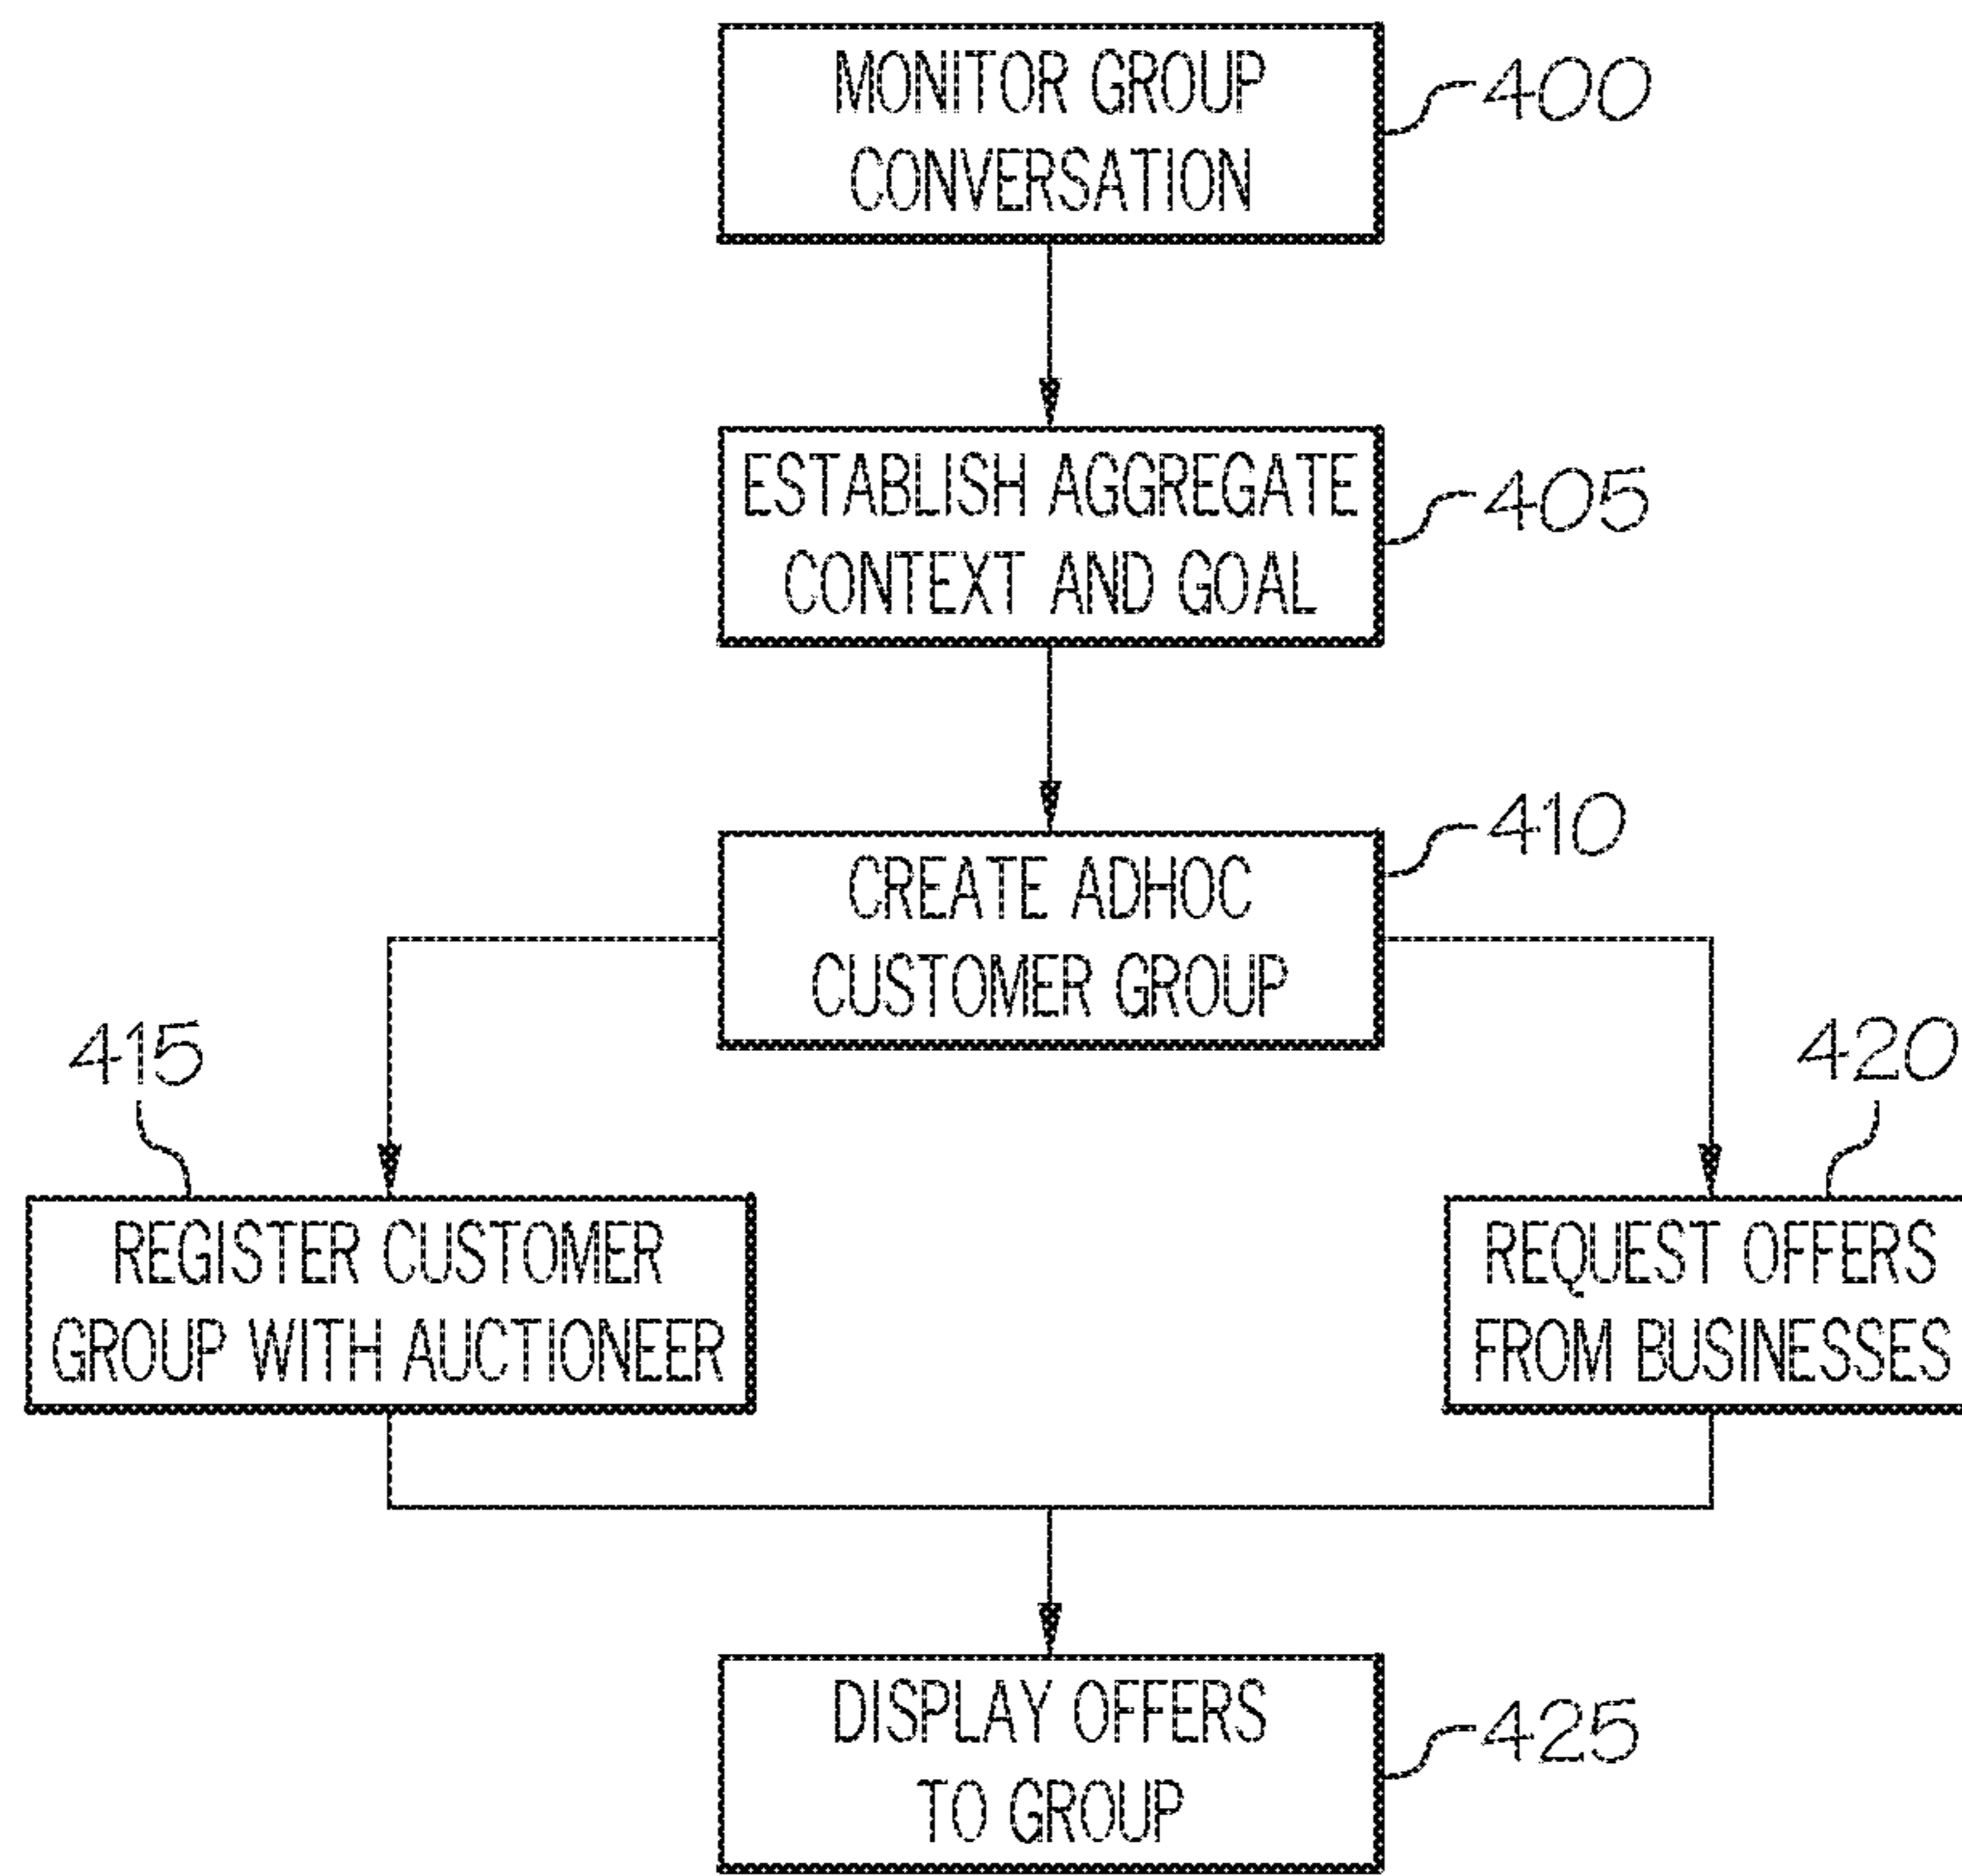 MONITOR GROUP
CONVERSATION
400
ESTABLISH AGGREGATE
CONTEXT AND GOAL
405
CREATE ADHOC
CUSTOMER GROUP
410
415
REGISTER CUSTOMER
GROUP WITH AUCTIONEER
420
REQUEST OFFERS
FROM BUSINESSES
DISPLAY OFFERS
TO GROUP
425